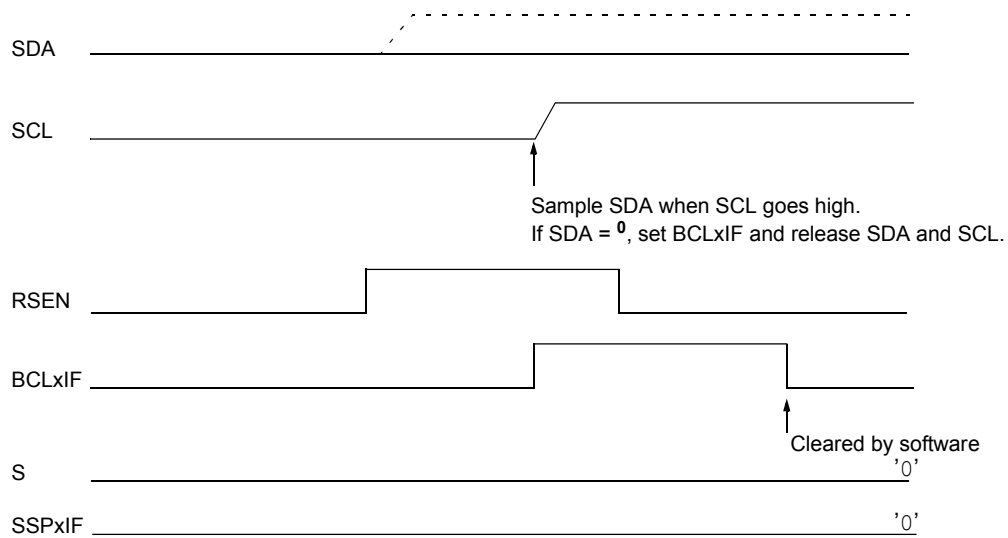 SDA
SCL
Sample SDA when SCL goes high.
If SDA = 0, set BCLxIF and release SDA and SCL.
RSEN
BCLxIF
Cleared by software
S
'0'
SSPxIF
'0'